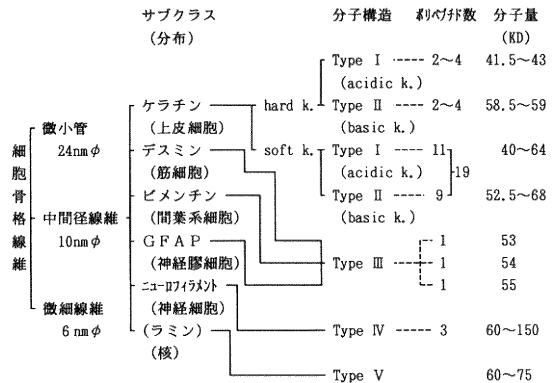 サブクラス 分子構造 ポリペプチド数 分子量
(分布) (KD)
Type Ⅰ 2〜4 41.5〜43
(acidic k.)
ケラチン hard k. Type Ⅱ 2〜4 58.5〜59
(上皮細胞) (basic k.)
微小管
24nmφ
デスミン soft k. Type Ⅰ 11 40〜64
(筋細胞) (acidic k.) 19
ビメンチン Type Ⅱ 9 52.5〜68
(間葉系細胞) (basic k.)
細胞骨格線維
中間径線維
10nmφ
GFAP 1 53
(神経膠細胞) Type Ⅲ 1 54
1 55
ニューロフィラメント
(神経細胞)
微細線維
6nmφ
(ラミン) Type Ⅳ 3 60〜150
(核)
Type Ⅴ 60〜75